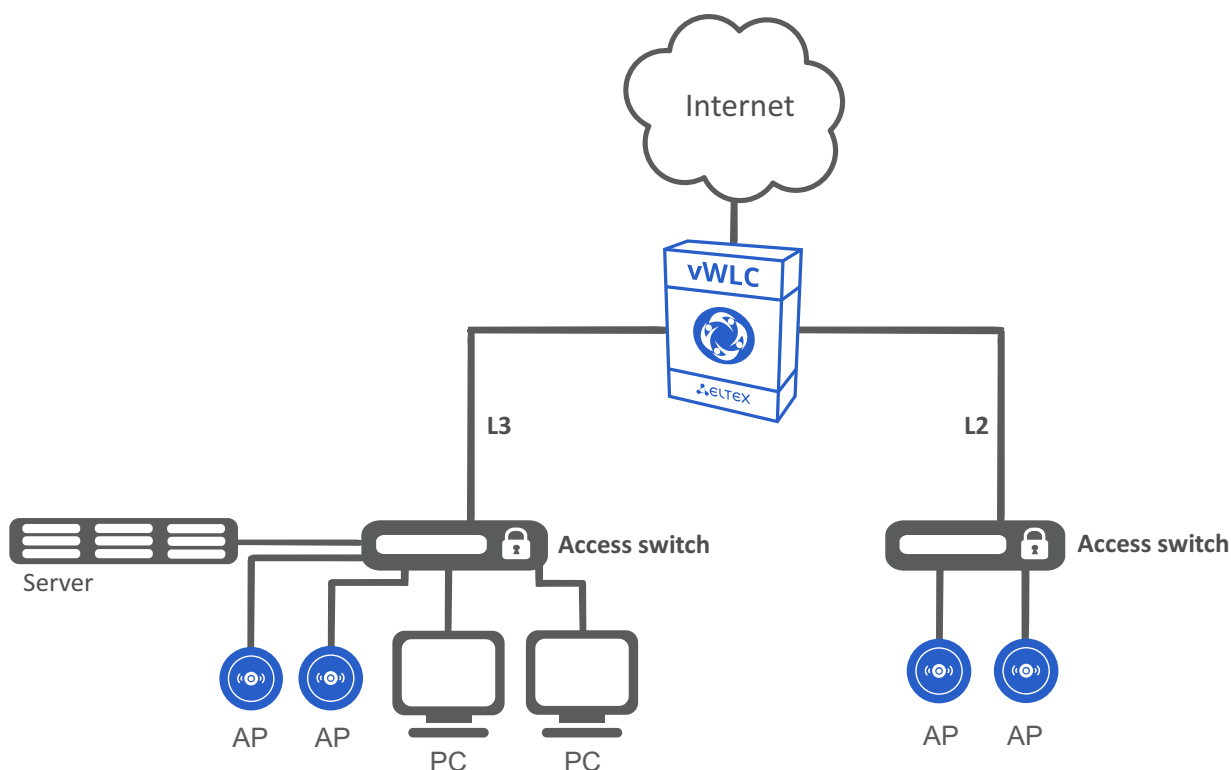 Internet
vWLC
ELTEX
L3
L2
Access switch
Access switch
Server
AP
AP
PC
PC
AP
AP